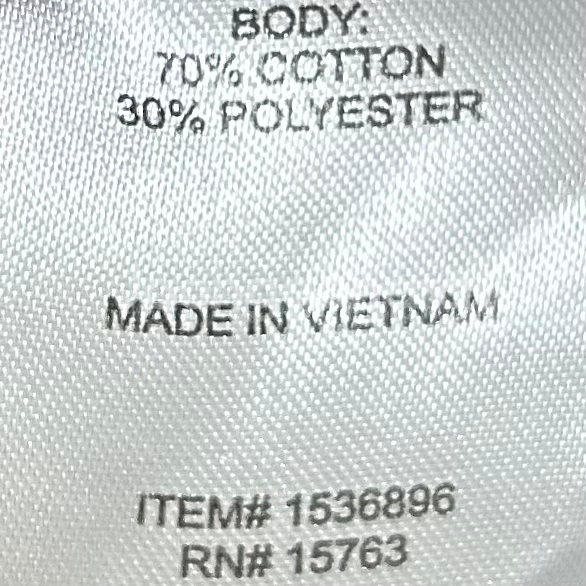 BODY:
70% COTTON
30% POLYESTER
MADE IN VIETNAM
ITEM# 1536896
RN# 15763